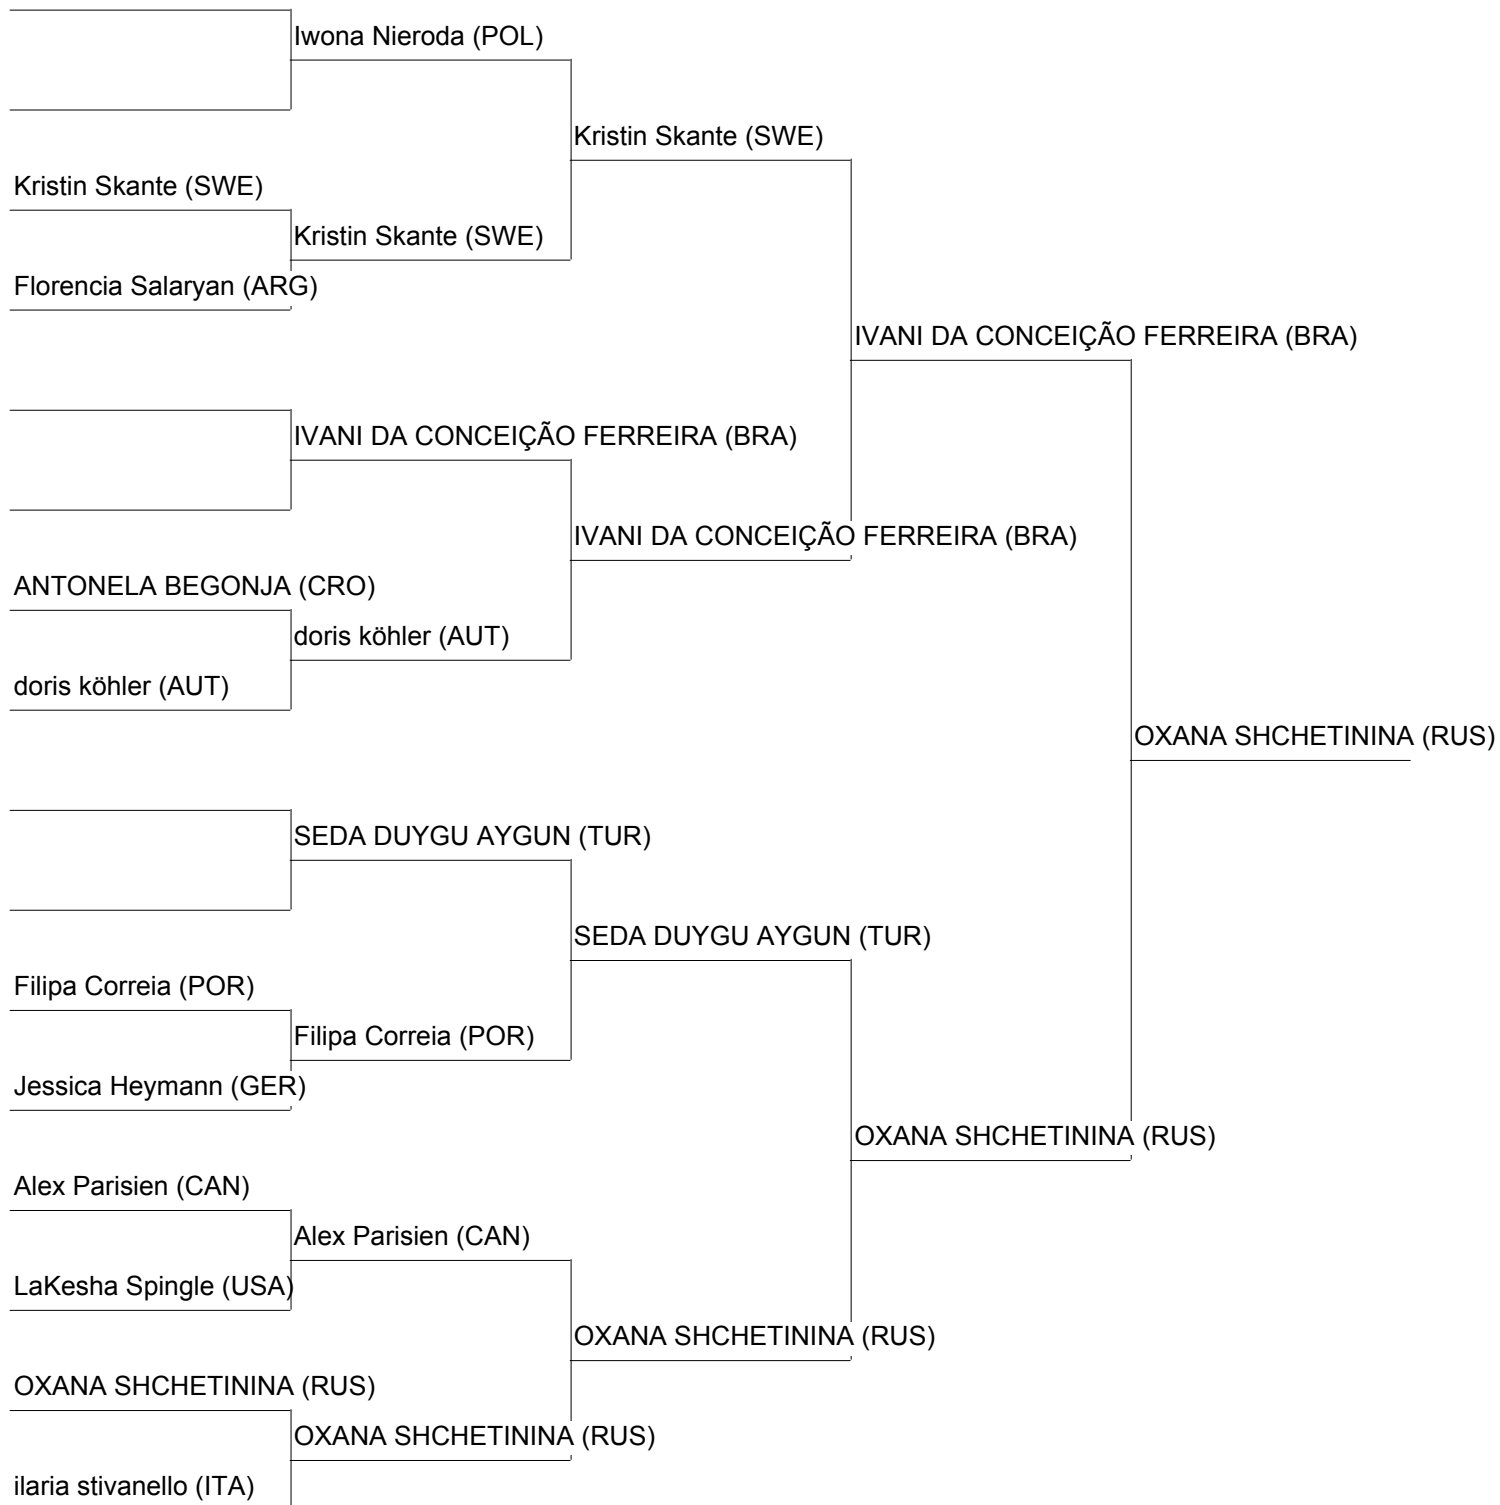 Iwona Nieroda (POL)
Kristin Skante (SWE)
Kristin Skante (SWE)
Kristin Skante (SWE)
Florencia Salaryan (ARG)
IVANI DA CONCEIÇÃO FERREIRA (BRA)
IVANI DA CONCEIÇÃO FERREIRA (BRA)
IVANI DA CONCEIÇÃO FERREIRA (BRA)
ANTONELA BEGONJA (CRO)
doris köhler (AUT)
doris köhler (AUT)
OXANA SHCHETININA (RUS)
SEDA DUYGU AYGUN (TUR)
SEDA DUYGU AYGUN (TUR)
Filipa Correia (POR)
Filipa Correia (POR)
Jessica Heymann (GER)
OXANA SHCHETININA (RUS)
Alex Parisien (CAN)
Alex Parisien (CAN)
LaKesha Spingle (USA)
OXANA SHCHETININA (RUS)
OXANA SHCHETININA (RUS)
OXANA SHCHETININA (RUS)
ilaria stivanello (ITA)